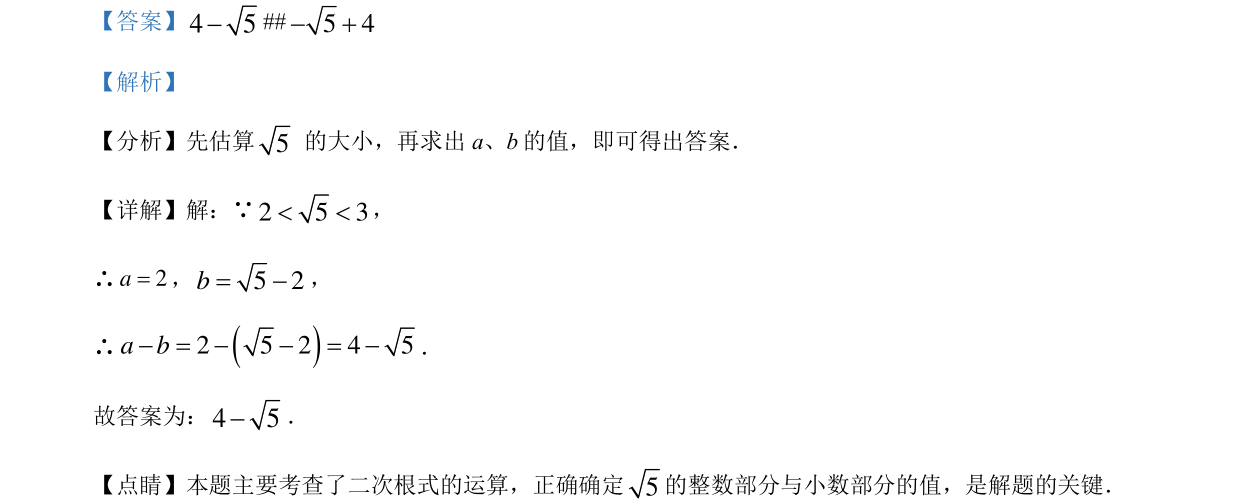 【答案】4－√5##－√5＋4
【解析】
【分析】先估算√5 的大小，再求出 a、b 的值，即可得出答案．
【详解】解：∵2＜√5＜3，
∴a＝2，b＝√5－2，
∴a－b＝2－(√5－2)＝4－√5．
故答案为：4－√5．
【点睛】本题主要考查了二次根式的运算，正确确定√5的整数部分与小数部分的值，是解题的关键．